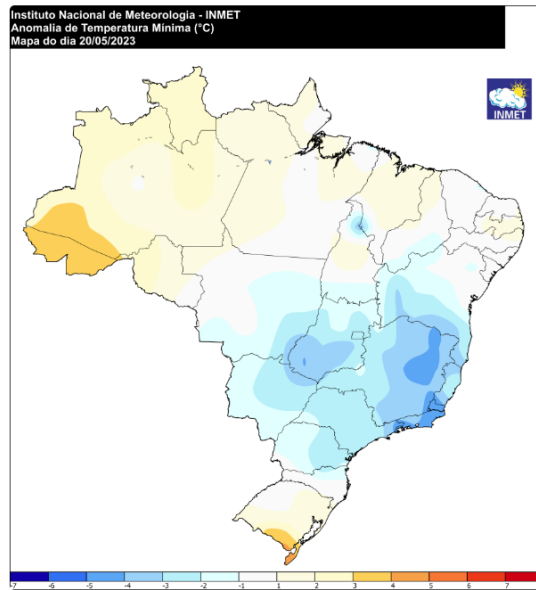 Instituto Nacional de Meteorologia - INMET
Anomalia de Temperatura Mínima (°C)
Mapa do dia 20/05/2023
INMET
-7 -6 -5 -4 -3 -2 -1 1 2 3 4 5 6 7